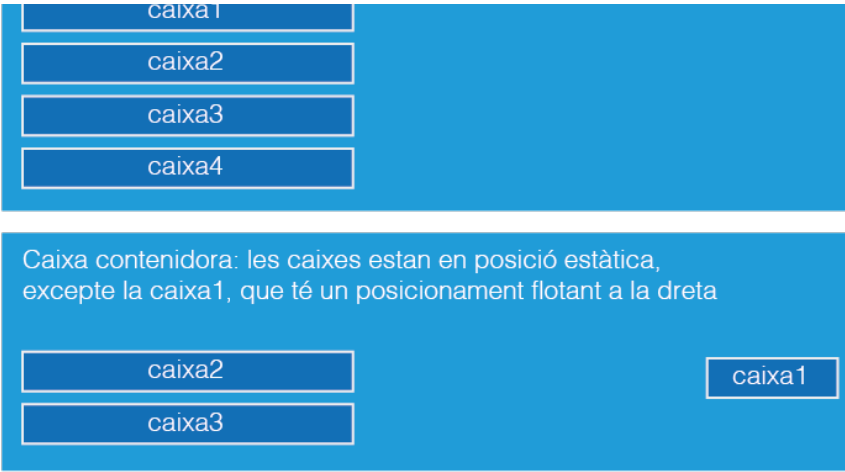 caixa1
caixa2
caixa3
caixa4
Caixa contenidora: les caixes estan en posició estàtica,
excepte la caixa1, que té un posicionament flotant a la dreta
caixa2
caixa1
caixa3